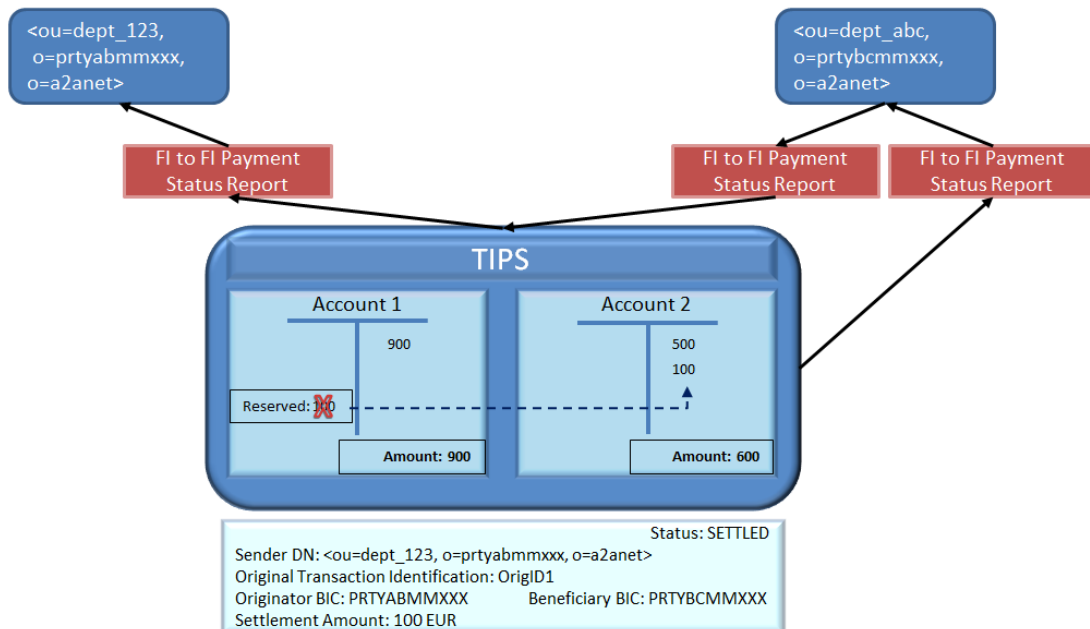 <ou=dept_123,
o=prtyabmmxxx,
o=a2anet>
<ou=dept_abc,
o=prtybcmmxxx,
o=a2anet>
FI to FI Payment
Status Report
FI to FI Payment
Status Report
FI to FI Payment
Status Report
TIPS
Account 1
900
Reserved: 100
Amount: 900
Account 2
500
100
Amount: 600
Status: SETTLED
Sender DN: <ou=dept_123, o=prtyabmmxxx, o=a2anet>
Original Transaction Identification: OrigID1
Originator BIC: PRTYABMMXXX Beneficiary BIC: PRTYBCMMXXX
Settlement Amount: 100 EUR